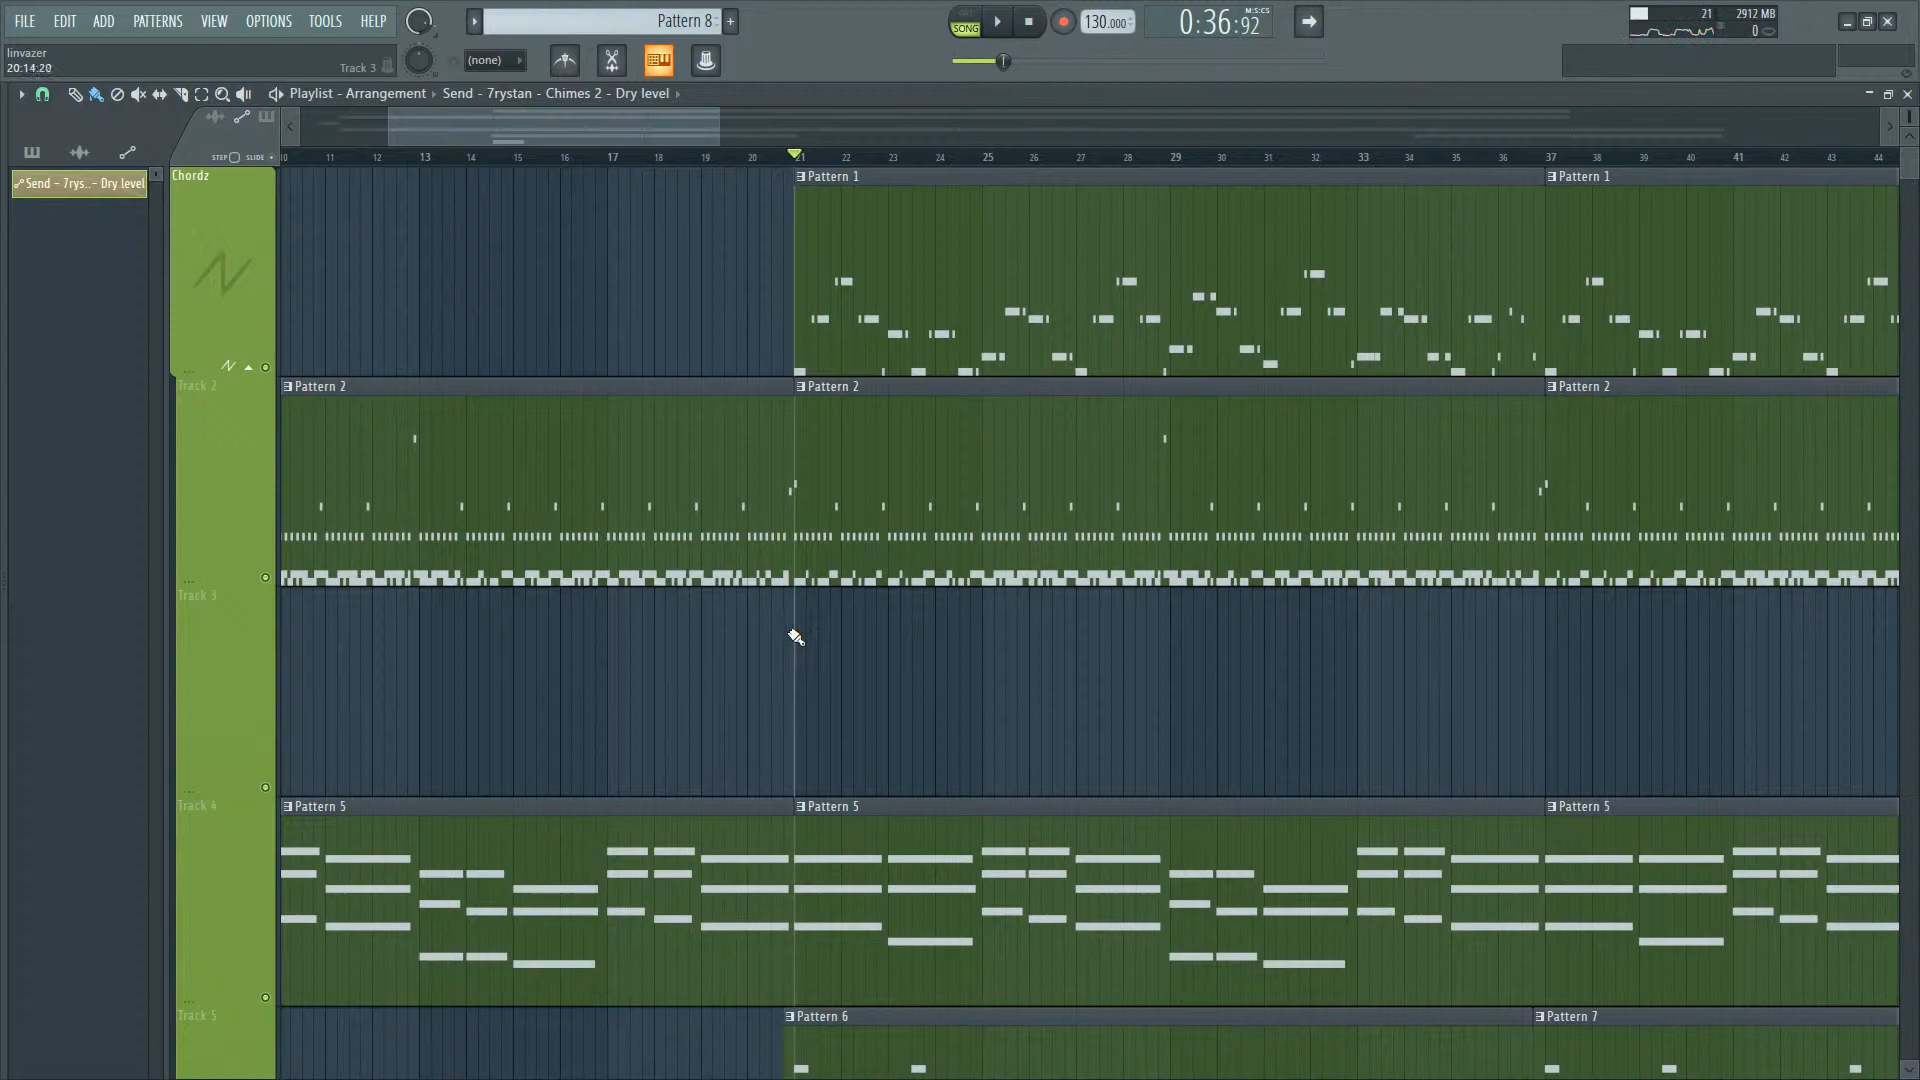 FILE EDIT ADD PATTERNS VIEW OPTIONS TOOLS HELP
Pattern 8
+
SONG
130.000
0:36:92
M:S:CS
21
2912 MB
0
linvazer
20:14:20
Track 3
(none)
Playlist - Arrangement Send - 7rystan - Chimes 2 - Dry level
STEP SLIDE
10 11 12 13 14 15 16 17 18 19 20 21 22 23 24 25 26 27 28 29 30 31 32 33 34 35 36 37 38 39 40 41 42 43 44
Send - 7rys..- Dry level
Chordz
Pattern 1
Pattern 1
Track 2
Pattern 2
Pattern 2
Pattern 2
Track 3
Track 4
Pattern 5
Pattern 5
Pattern 5
Track 5
Pattern 6
Pattern 7